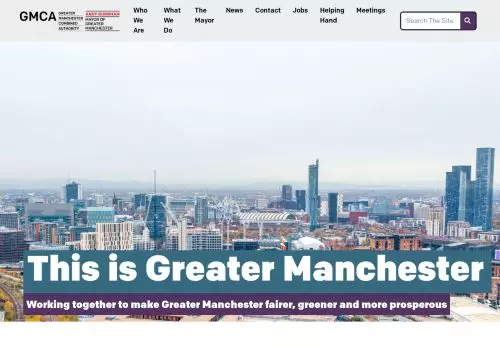 GMCA
GREATER
MANCHESTER
COMBINED
AUTHORITY
ANDY BURNHAM
MAYOR OF
GREATER
MANCHESTER
Who We Are
What We Do
The Mayor
News
Contact
Jobs
Helping Hand
Meetings
Search The Site
This is Greater Manchester
Working together to make Greater Manchester fairer, greener and more prosperous